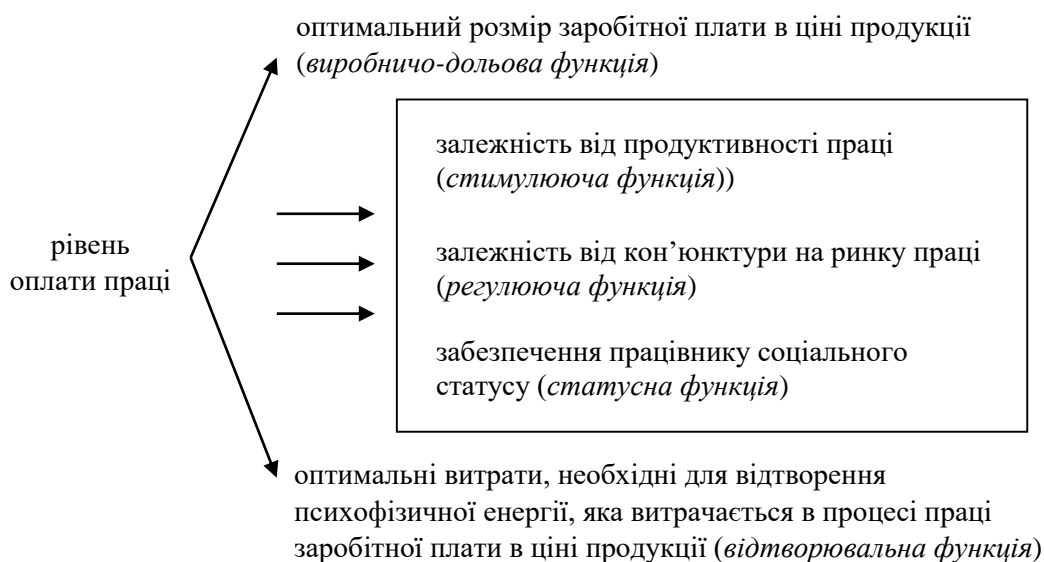 оптимальний розмір заробітної плати в ціні продукції
(виробничо-дольова функція)
залежність від продуктивності праці
(стимулююча функція))
рівень
оплати праці
залежність від кон’юнктури на ринку праці
(регулююча функція)
забезпечення працівнику соціального
статусу (статусна функція)
оптимальні витрати, необхідні для відтворення
психофізичної енергії, яка витрачається в процесі праці
заробітної плати в ціні продукції (відтворювальна функція)